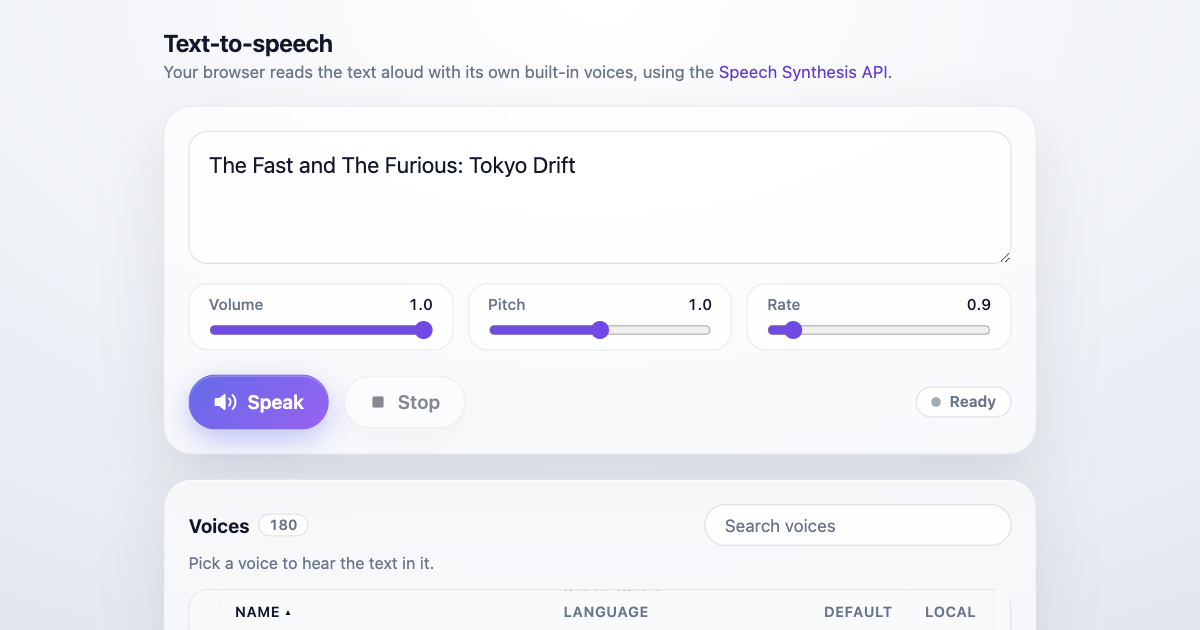 Text-to-speech
Your browser reads the text aloud with its own built-in voices, using the Speech Synthesis API.
The Fast and The Furious: Tokyo Drift
Volume 1.0 Pitch 1.0 Rate 0.9
Speak Stop Ready
Voices 180 Search voices
Pick a voice to hear the text in it.
NAME ▲ LANGUAGE DEFAULT LOCAL